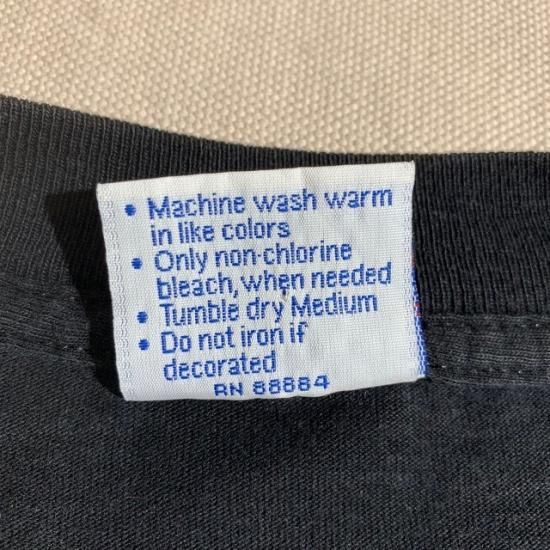 • Machine wash warm
in like colors
• Only non-chlorine
bleach, when needed
• Tumble dry Medium
• Do not iron if
decorated
RN 88884